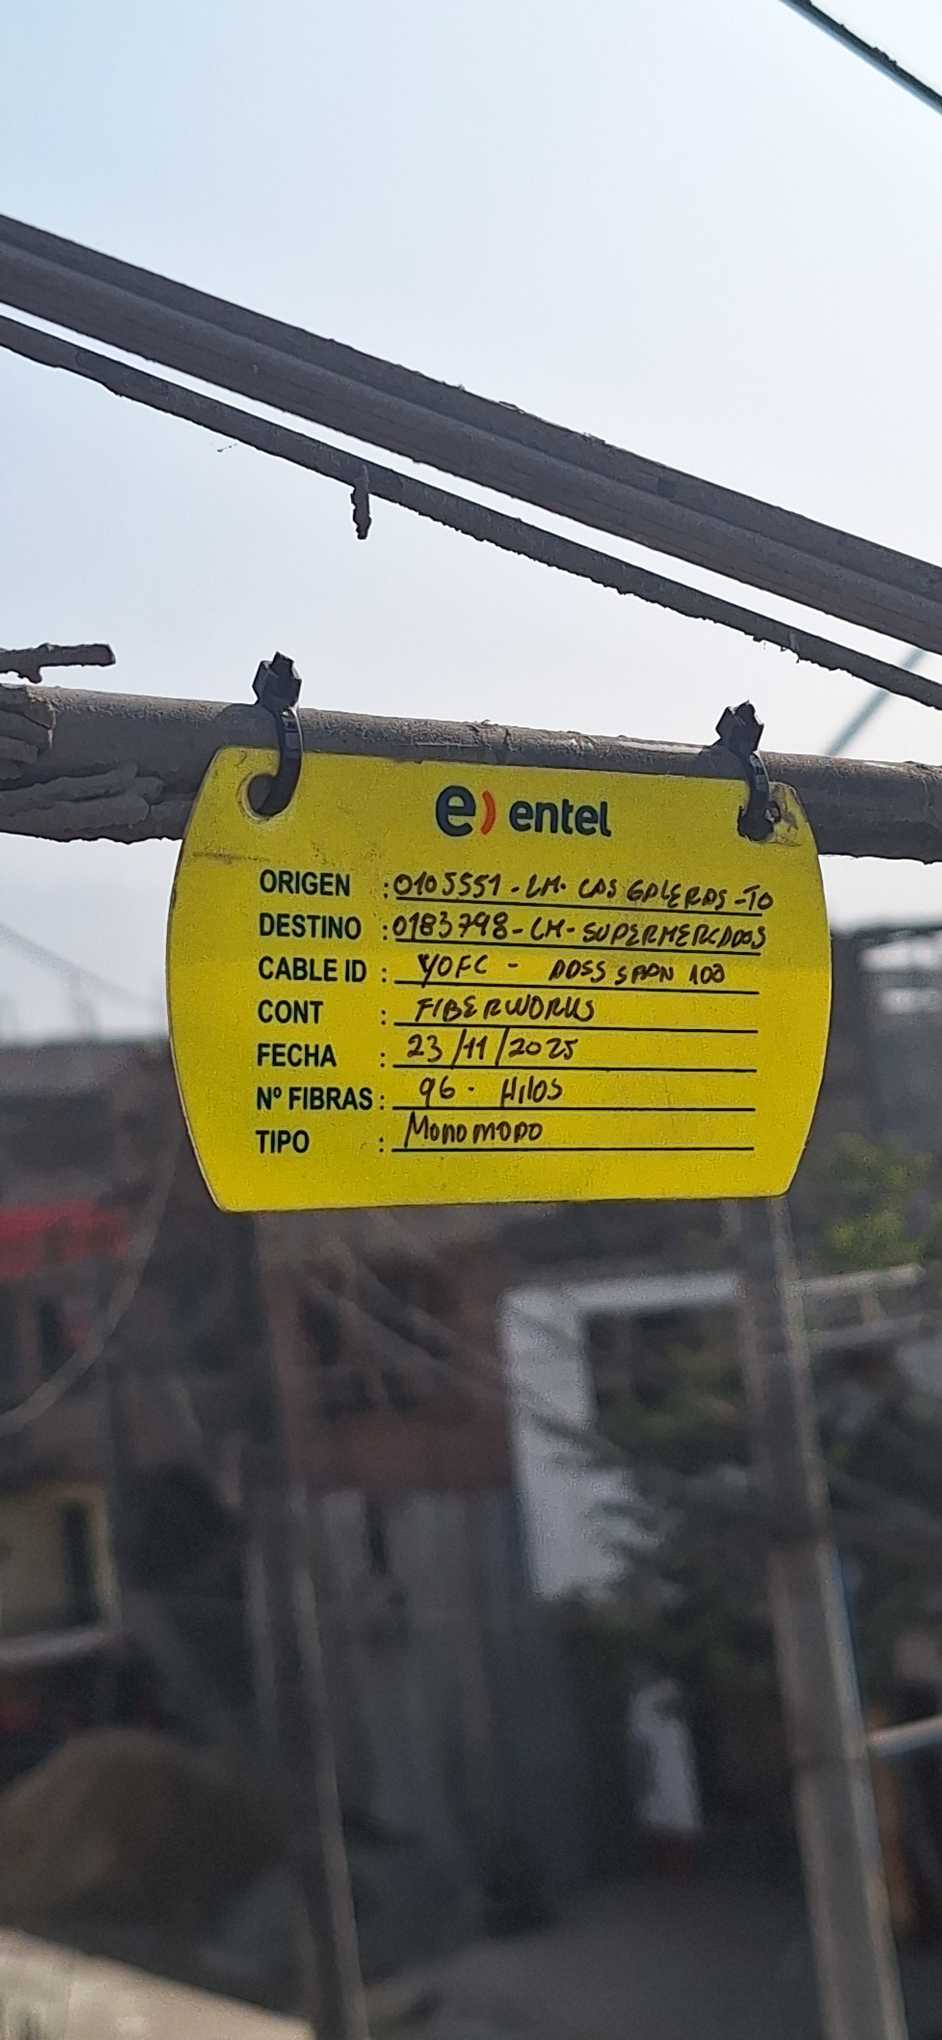 e) entel
ORIGEN : 0105551 - LM. LAS GALERAS - TO
DESTINO : 0183798 - LM - SUPERMERCADOS
CABLE ID : YOFC - ADSS SPAN 100
CONT : FIBERWORKS
FECHA : 23/11/2025
Nº FIBRAS : 96 - HILOS
TIPO : MONOMODO